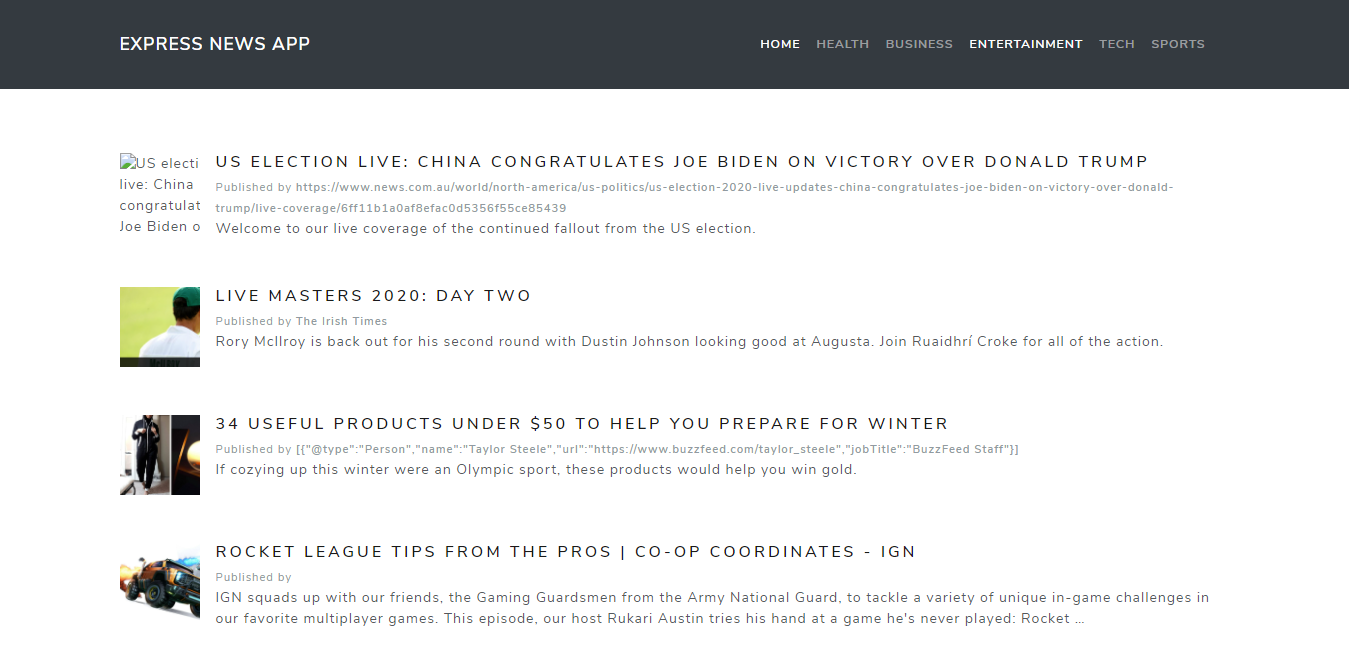 EXPRESS NEWS APP
HOME HEALTH BUSINESS ENTERTAINMENT TECH SPORTS
US electi
live: China
congratulat
Joe Biden o
US ELECTION LIVE: CHINA CONGRATULATES JOE BIDEN ON VICTORY OVER DONALD TRUMP
Published by https://www.news.com.au/world/north-america/us-politics/us-election-2020-live-updates-china-congratulates-joe-biden-on-victory-over-donald-
trump/live-coverage/6ff11b1a0af8efac0d5356f55ce85439
Welcome to our live coverage of the continued fallout from the US election.
LIVE MASTERS 2020: DAY TWO
Published by The Irish Times
Rory McIlroy is back out for his second round with Dustin Johnson looking good at Augusta. Join Ruaidhrí Croke for all of the action.
34 USEFUL PRODUCTS UNDER $50 TO HELP YOU PREPARE FOR WINTER
Published by [{"@type":"Person","name":"Taylor Steele","url":"https://www.buzzfeed.com/taylor_steele","jobTitle":"BuzzFeed Staff"}]
If cozying up this winter were an Olympic sport, these products would help you win gold.
ROCKET LEAGUE TIPS FROM THE PROS | CO-OP COORDINATES - IGN
Published by
IGN squads up with our friends, the Gaming Guardsmen from the Army National Guard, to tackle a variety of unique in-game challenges in
our favorite multiplayer games. This episode, our host Rukari Austin tries his hand at a game he's never played: Rocket …